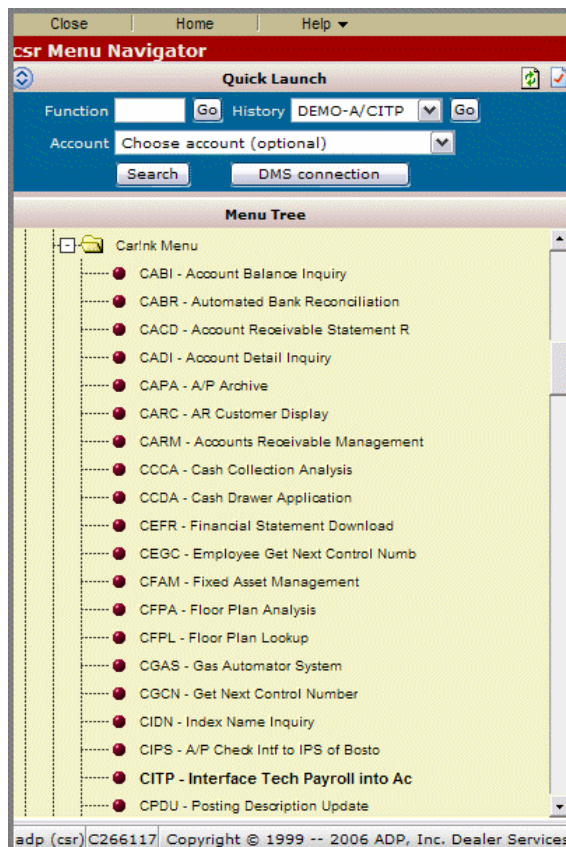 Close Home Help
csr Menu Navigator
Quick Launch
Function Go History DEMO-A/CITP Go
Account Choose account (optional)
Search DMS connection
Menu Tree
Car!nk Menu
CABI - Account Balance Inquiry
CABR - Automated Bank Reconciliation
CACD - Account Receivable Statement R
CADI - Account Detail Inquiry
CAPA - A/P Archive
CARC - AR Customer Display
CARM - Accounts Receivable Management
CCCA - Cash Collection Analysis
CCDA - Cash Drawer Application
CEFR - Financial Statement Download
CEGC - Employee Get Next Control Numb
CFAM - Fixed Asset Management
CFPA - Floor Plan Analysis
CFPL - Floor Plan Lookup
CGAS - Gas Automator System
CGCN - Get Next Control Number
CIDN - Index Name Inquiry
CIPS - A/P Check Intf to IPS of Bosto
CITP - Interface Tech Payroll into Ac
CPDU - Posting Description Update
adp (csr) C266117 Copyright © 1999 -- 2006 ADP, Inc. Dealer Services